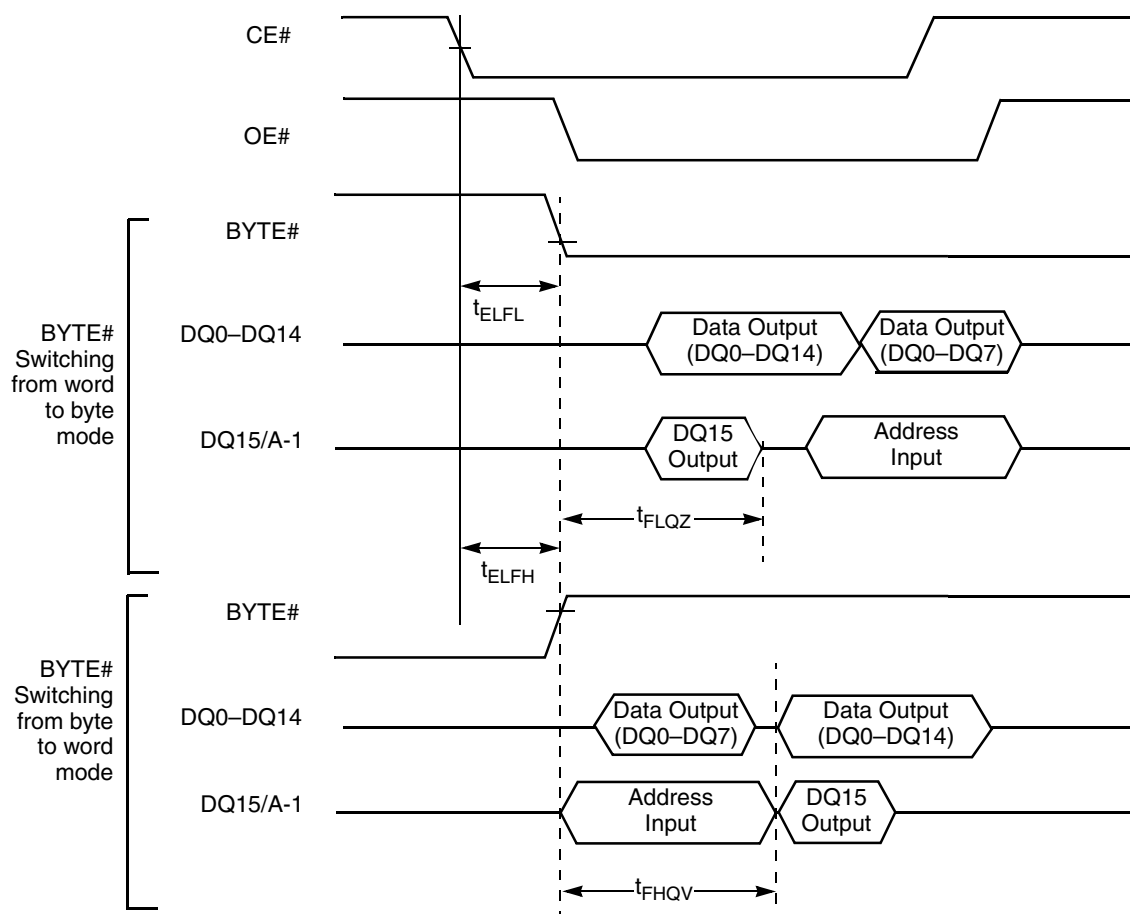 CE#
OE#
BYTE#
tELFL
BYTE#
Switching
from word
to byte
mode
DQ0–DQ14
Data Output
(DQ0–DQ14)
Data Output
(DQ0–DQ7)
DQ15/A-1
DQ15
Output
Address
Input
tFLQZ
tELFH
BYTE#
BYTE#
Switching
from byte
to word
mode
DQ0–DQ14
Data Output
(DQ0–DQ7)
Data Output
(DQ0–DQ14)
DQ15/A-1
Address
Input
DQ15
Output
tFHQV